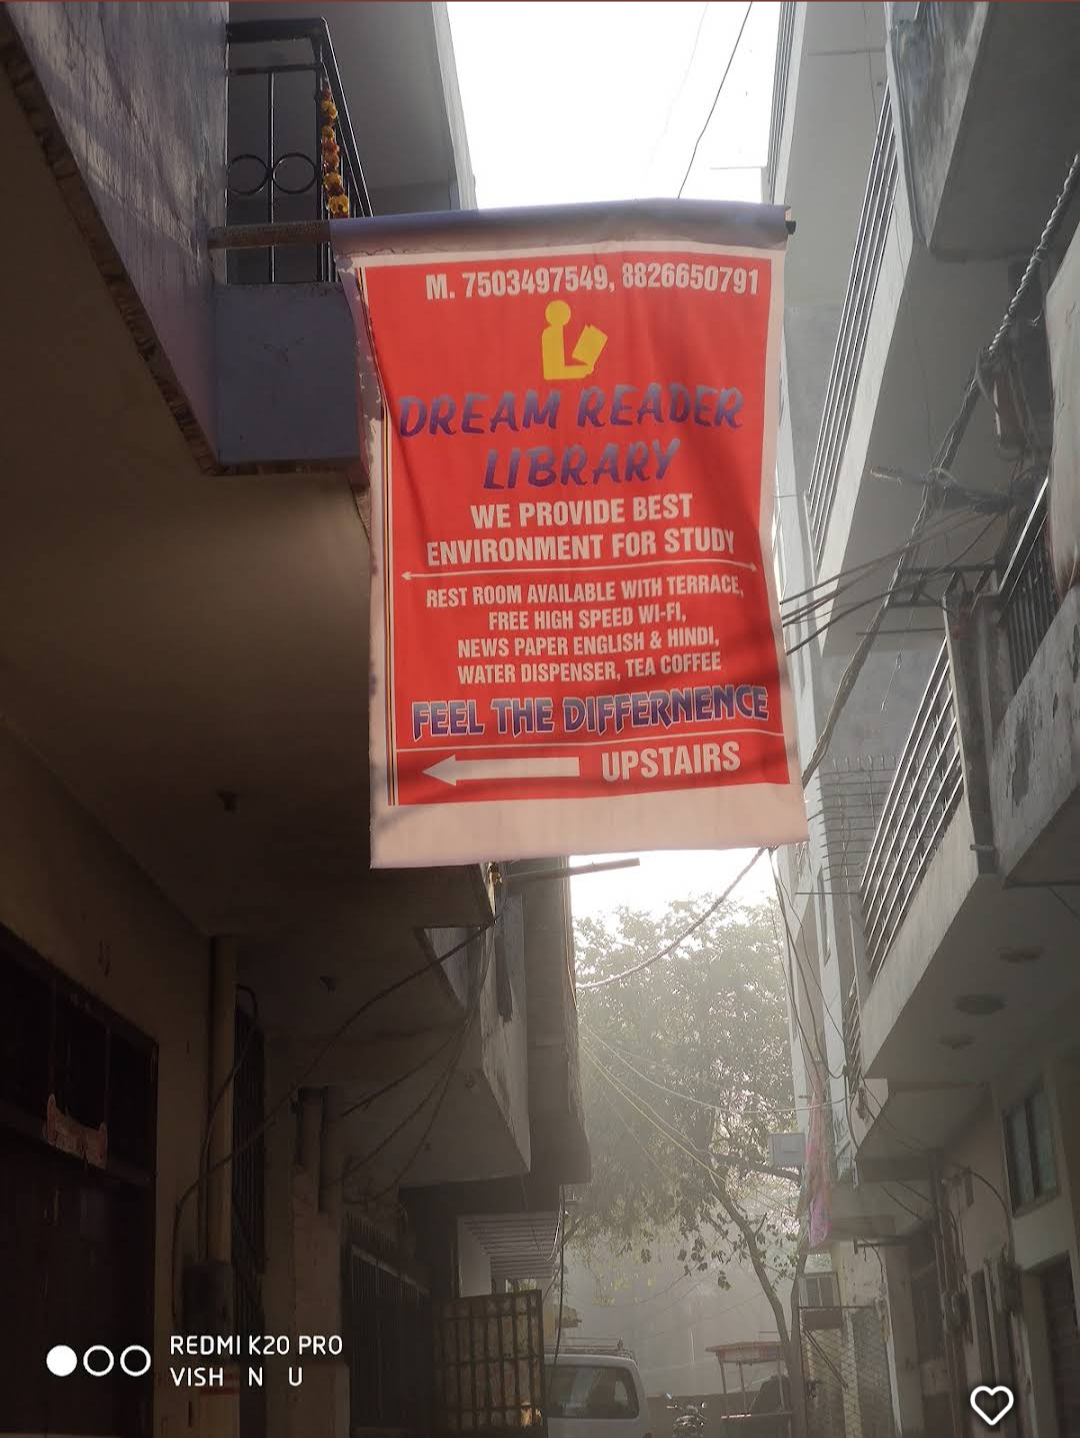 M. 7503497549, 8826650791
DREAM READER
LIBRARY
WE PROVIDE BEST
ENVIRONMENT FOR STUDY
REST ROOM AVAILABLE WITH TERRACE,
FREE HIGH SPEED WI-FI,
NEWS PAPER ENGLISH & HINDI,
WATER DISPENSER, TEA COFFEE
FEEL THE DIFFERNENCE
UPSTAIRS
REDMI K20 PRO
VISH N U